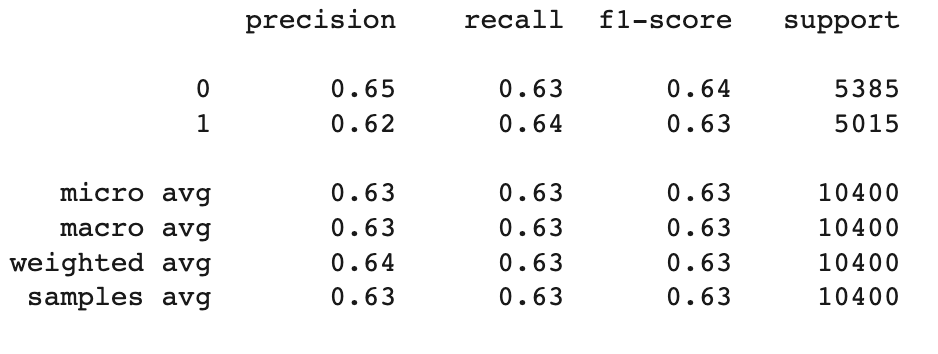 precision recall f1-score support
0 0.65 0.63 0.64 5385
1 0.62 0.64 0.63 5015
micro avg 0.63 0.63 0.63 10400
macro avg 0.63 0.63 0.63 10400
weighted avg 0.64 0.63 0.63 10400
samples avg 0.63 0.63 0.63 10400